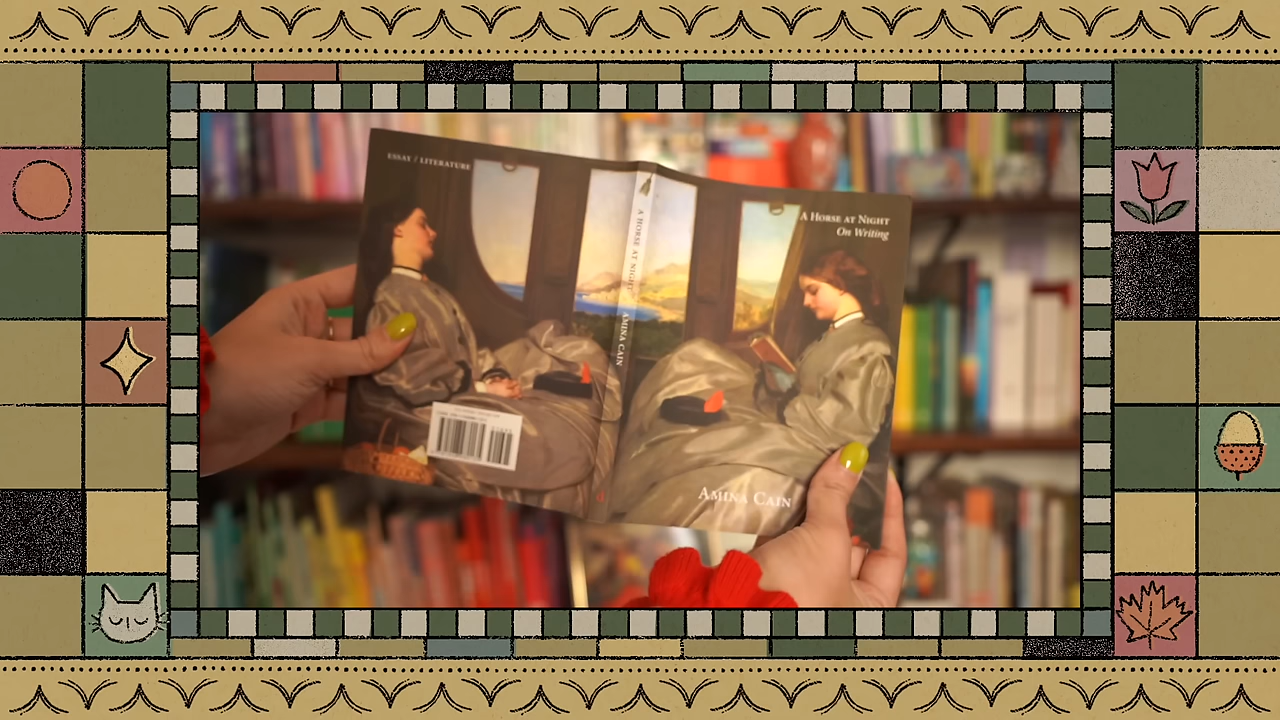 ESSAY / LITERATURE
A HORSE AT NIGHT
AMINA CAIN
A HORSE AT NIGHT
On Writing
AMINA CAIN